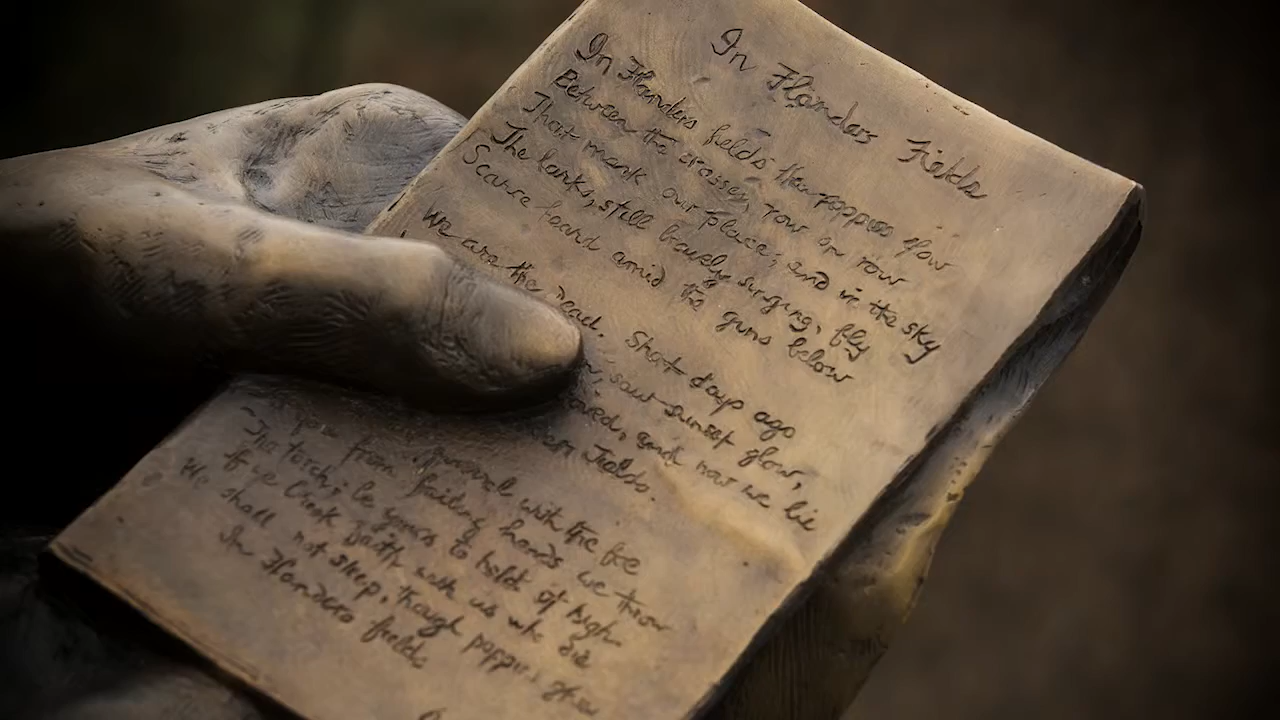 In Flanders Fields
In Flanders fields the poppies grow
Between the crosses, row on row
That mark our place; and in the sky
The larks, still bravely singing, fly
Scarce heard amid the guns below
We are the Dead. Short days ago
saw sunset glow,
and now we lie
Fields.
quarrel with the foe
you from failing hands we throw
The torch; be yours to hold it high.
If we break faith with us who die
We shall not sleep, though poppies grow
In Flanders fields